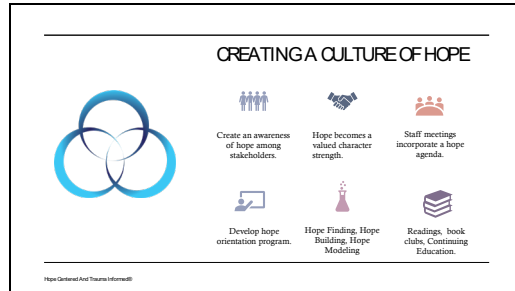 CREATING A CULTURE OF HOPE
Create an awareness
of hope among
stakeholders.
Hope becomes a
valued character
strength.
Staff meetings
incorporate a hope
agenda.
Develop hope
orientation program.
Hope Finding, Hope
Building, Hope
Modeling
Readings, book
clubs, Continuing
Education.
Hope Centered And Trauma Informed®